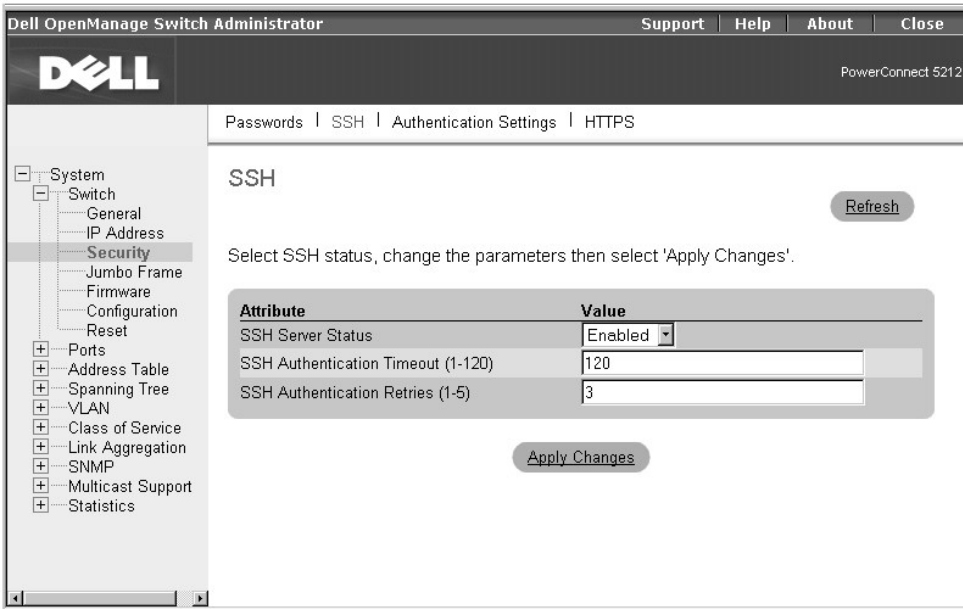 Dell OpenManage Switch Administrator Support Help About Close
DELL
PowerConnect 5212
Passwords SSH Authentication Settings HTTPS
System
Switch
General
IP Address
Security
Jumbo Frame
Firmware
Configuration
Reset
Ports
Address Table
Spanning Tree
VLAN
Class of Service
Link Aggregation
SNMP
Multicast Support
Statistics
SSH
Refresh
Select SSH status, change the parameters then select 'Apply Changes'.
Attribute Value
SSH Server Status Enabled
SSH Authentication Timeout (1-120) 120
SSH Authentication Retries (1-5) 3
Apply Changes